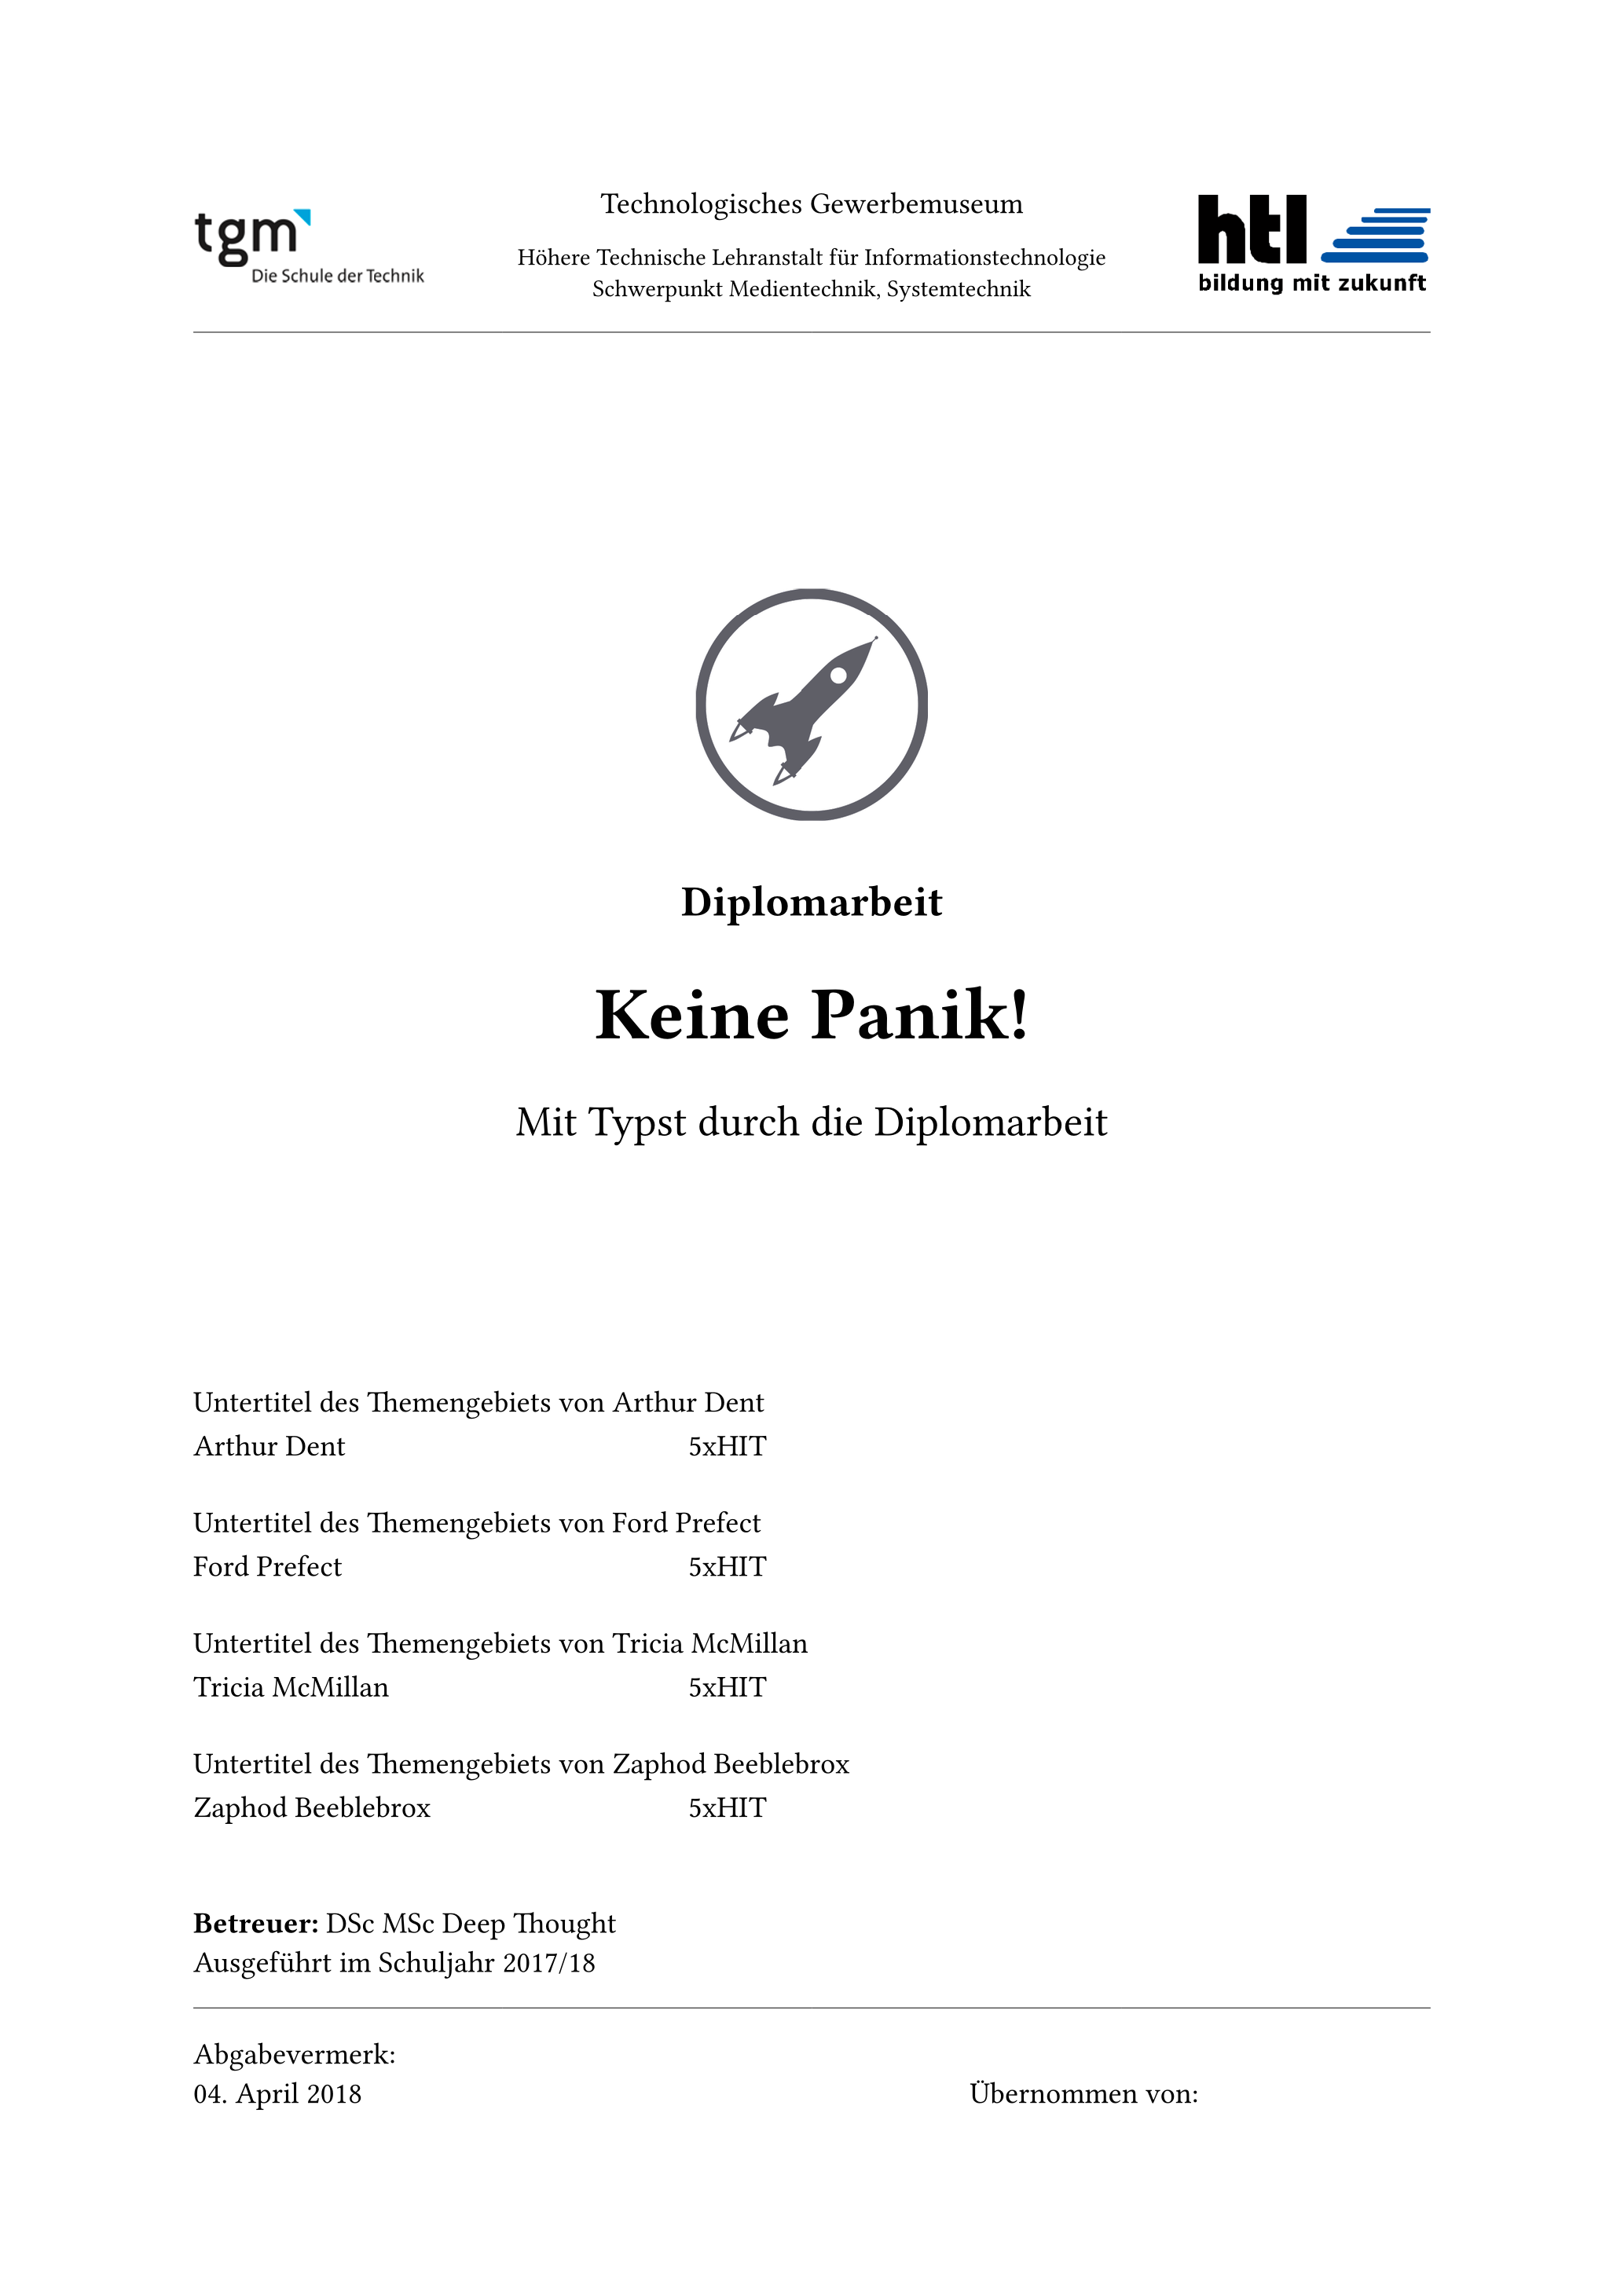 tgm
Die Schule der Technik
Technologisches Gewerbemuseum
Höhere Technische Lehranstalt für Informationstechnologie
Schwerpunkt Medientechnik, Systemtechnik
htl
bildung mit zukunft
Diplomarbeit
Keine Panik!
Mit Typst durch die Diplomarbeit
Untertitel des Themengebiets von Arthur Dent
Arthur Dent 5xHIT
Untertitel des Themengebiets von Ford Prefect
Ford Prefect 5xHIT
Untertitel des Themengebiets von Tricia McMillan
Tricia McMillan 5xHIT
Untertitel des Themengebiets von Zaphod Beeblebrox
Zaphod Beeblebrox 5xHIT
Betreuer: DSc MSc Deep Thought
Ausgeführt im Schuljahr 2017/18
Abgabevermerk:
04. April 2018 Übernommen von: